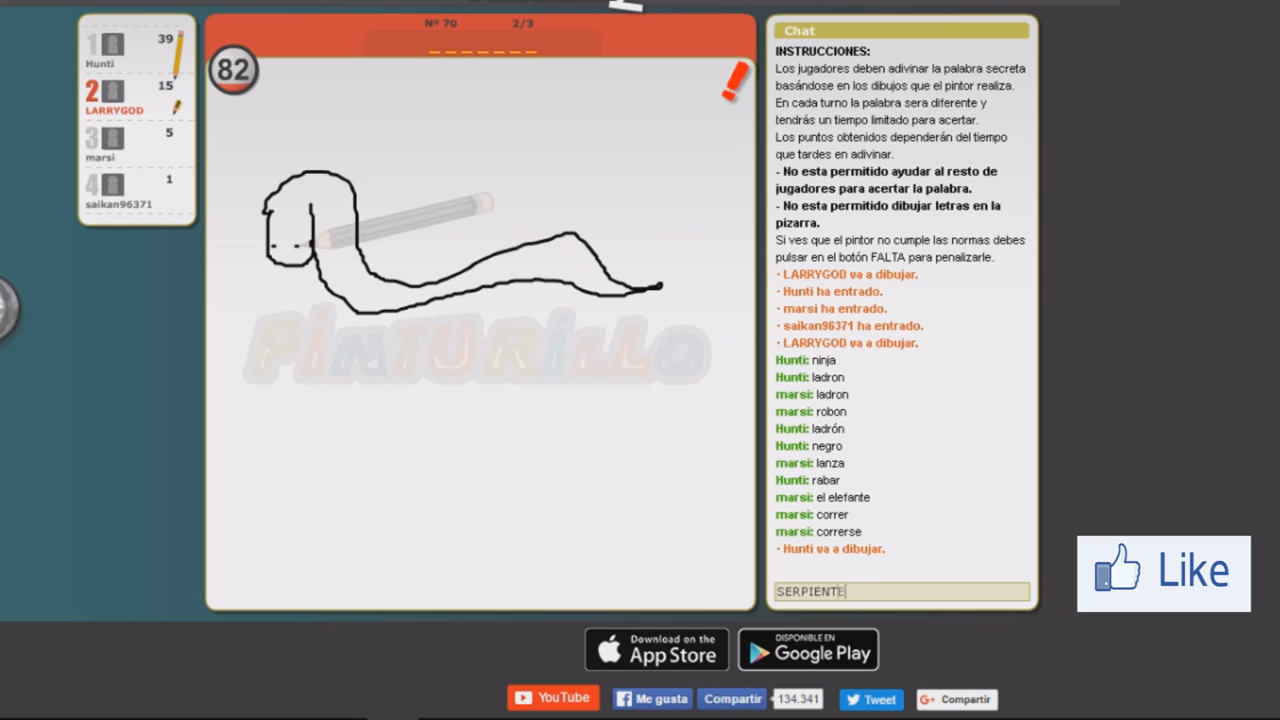 1
39
Hunti
2
15
LARRYGOD
3
5
marsi
4
1
saikan96371
Nº 70 2/3
_ _ _ _ _ _ _
82
PINTURILLO
Chat
INSTRUCCIONES:
Los jugadores deben adivinar la palabra secreta
basándose en los dibujos que el pintor realiza.
En cada turno la palabra sera diferente y
tendrás un tiempo limitado para acertar.
Los puntos obtenidos dependerán del tiempo
que tardes en adivinar.
- No esta permitido ayudar al resto de
jugadores para acertar la palabra.
- No esta permitido dibujar letras en la
pizarra.
Si ves que el pintor no cumple las normas debes
pulsar en el botón FALTA para penalizarle.
· LARRYGOD va a dibujar.
· Hunti ha entrado.
· marsi ha entrado.
· saikan96371 ha entrado.
· LARRYGOD va a dibujar.
Hunti: ninja
Hunti: ladron
marsi: ladron
marsi: robon
Hunti: ladrón
Hunti: negro
marsi: lanza
Hunti: rabar
marsi: el elefante
marsi: correr
marsi: correrse
· Hunti va a dibujar.
SERPIENTE
Like
Download on the
App Store
DISPONIBLE EN
Google Play
YouTube
Me gusta
Compartir
134.341
Tweet
G+ Compartir